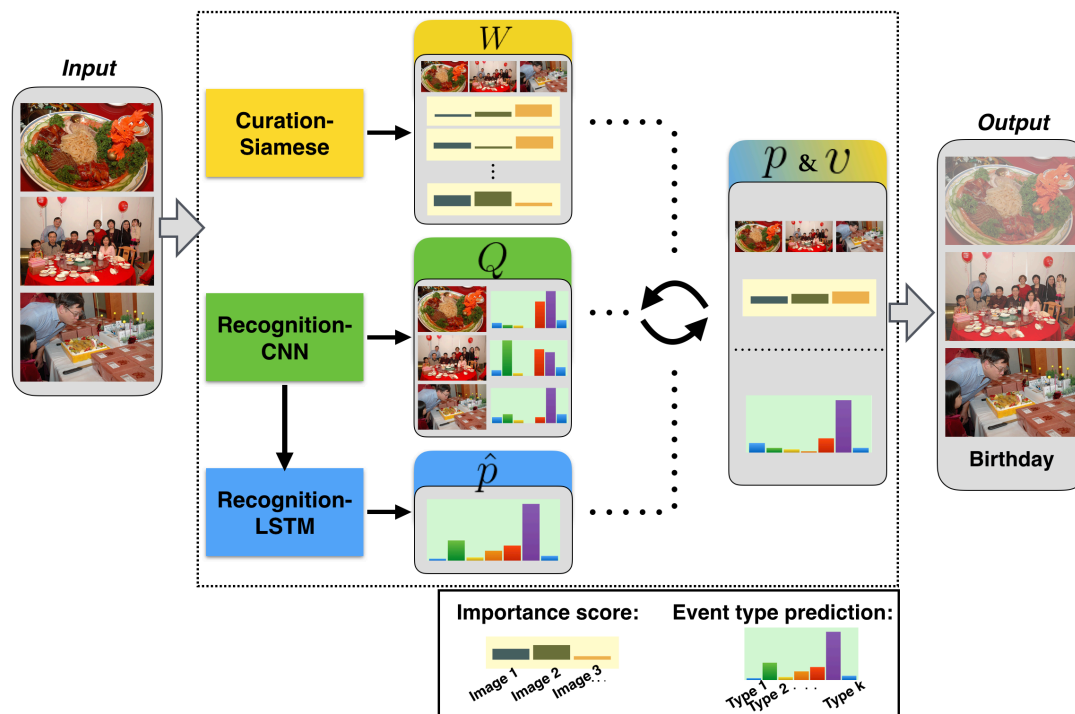 Input
Curation-
Siamese
W
Recognition-
CNN
Q
Recognition-
LSTM
p̂
p & v
Output
Birthday
Importance score:
Image 1
Image 2
Image 3
...
Event type prediction:
Type 1
Type 2
. . . .
Type k